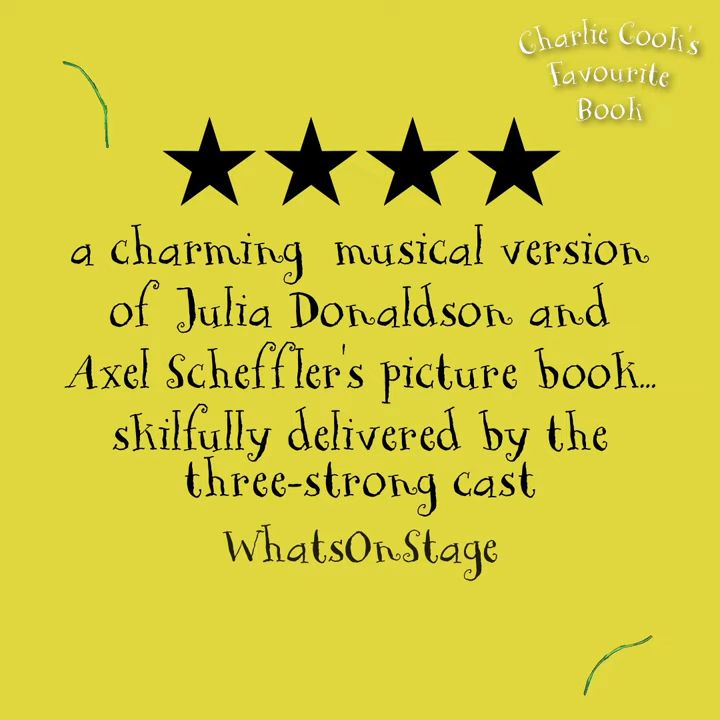 Charlie Cook's
Favourite
Book
a charming musical version
of Julia Donaldson and
Axel Scheffler's picture book...
skilfully delivered by the
three-strong cast
WhatsOnStage